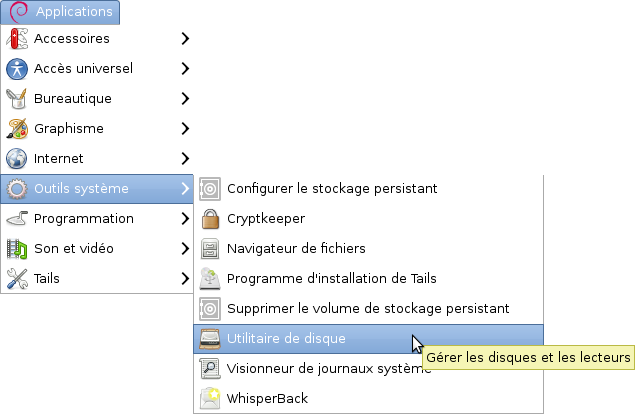 Applications
Accessoires
Accès universel
Bureautique
Graphisme
Internet
Outils système
Programmation
Son et vidéo
Tails
Configurer le stockage persistant
Cryptkeeper
Navigateur de fichiers
Programme d'installation de Tails
Supprimer le volume de stockage persistant
Utilitaire de disque
Gérer les disques et les lecteurs
Visionneur de journaux système
WhisperBack